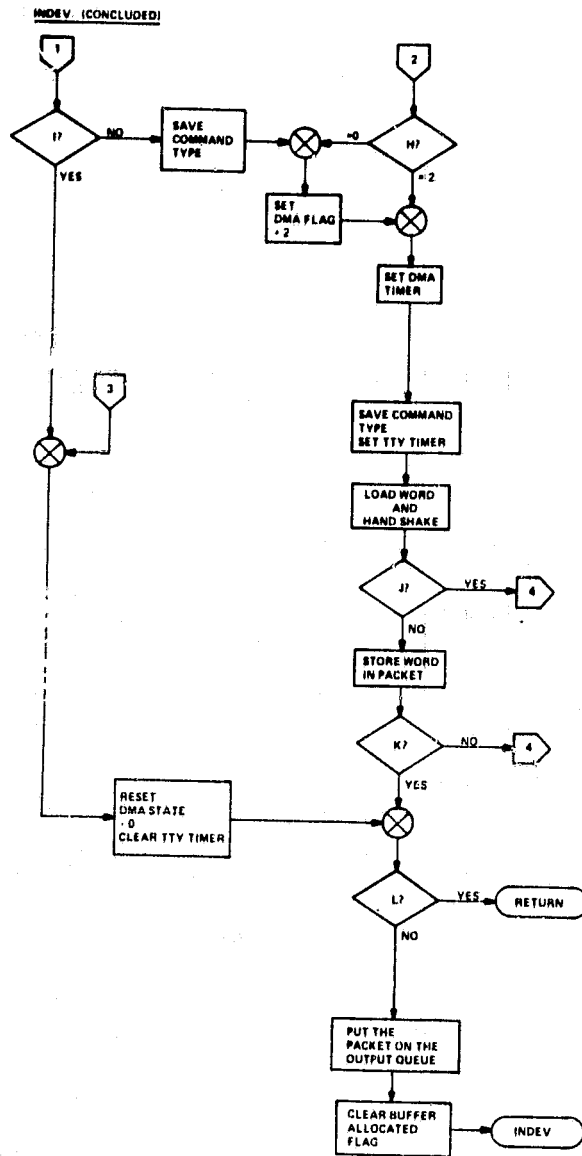 INDEV. (CONCLUDED)
1
2
I?
NO
SAVE
COMMAND
TYPE
=0
H?
YES
=2
SET
DMA FLAG
= 2
SET DMA
TIMER
3
SAVE COMMAND
TYPE
SET TTY TIMER
LOAD WORD
AND
HAND SHAKE
J?
YES
4
NO
STORE WORD
IN PACKET
K?
NO
4
YES
RESET
DMA STATE
= 0
CLEAR TTY TIMER
L?
YES
RETURN
NO
PUT THE
PACKET ON THE
OUTPUT QUEUE
CLEAR BUFFER
ALLOCATED
FLAG
INDEV